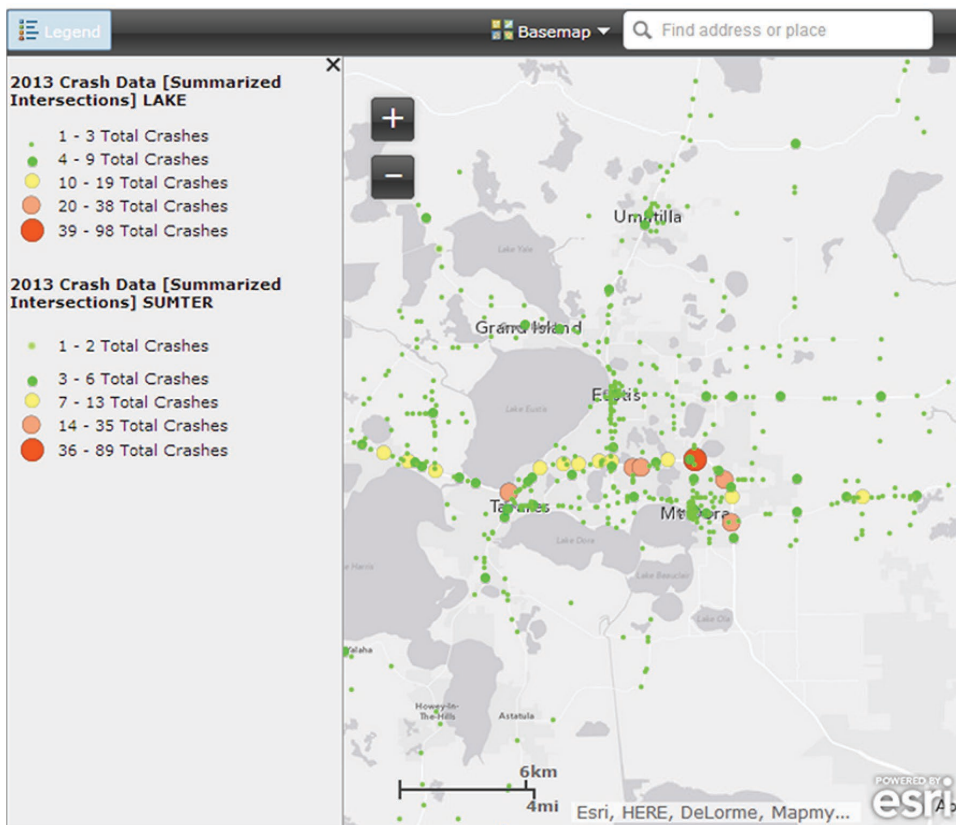 Legend
Basemap
Find address or place
2013 Crash Data [Summarized
Intersections] LAKE
1 - 3 Total Crashes
4 - 9 Total Crashes
10 - 19 Total Crashes
20 - 38 Total Crashes
39 - 98 Total Crashes
2013 Crash Data [Summarized
Intersections] SUMTER
1 - 2 Total Crashes
3 - 6 Total Crashes
7 - 13 Total Crashes
14 - 35 Total Crashes
36 - 89 Total Crashes
+
−
Umatilla
Lake Yale
Grand Island
Eustis
Lake Eustis
Tavares
Mt Dora
Lake Dora
Harris
Lake Beauclair
Lake Ola
Yalaha
Howey-In-
The-Hills
Astatula
6km
4mi
Esri, HERE, DeLorme, Mapmy...
POWERED BY
esri